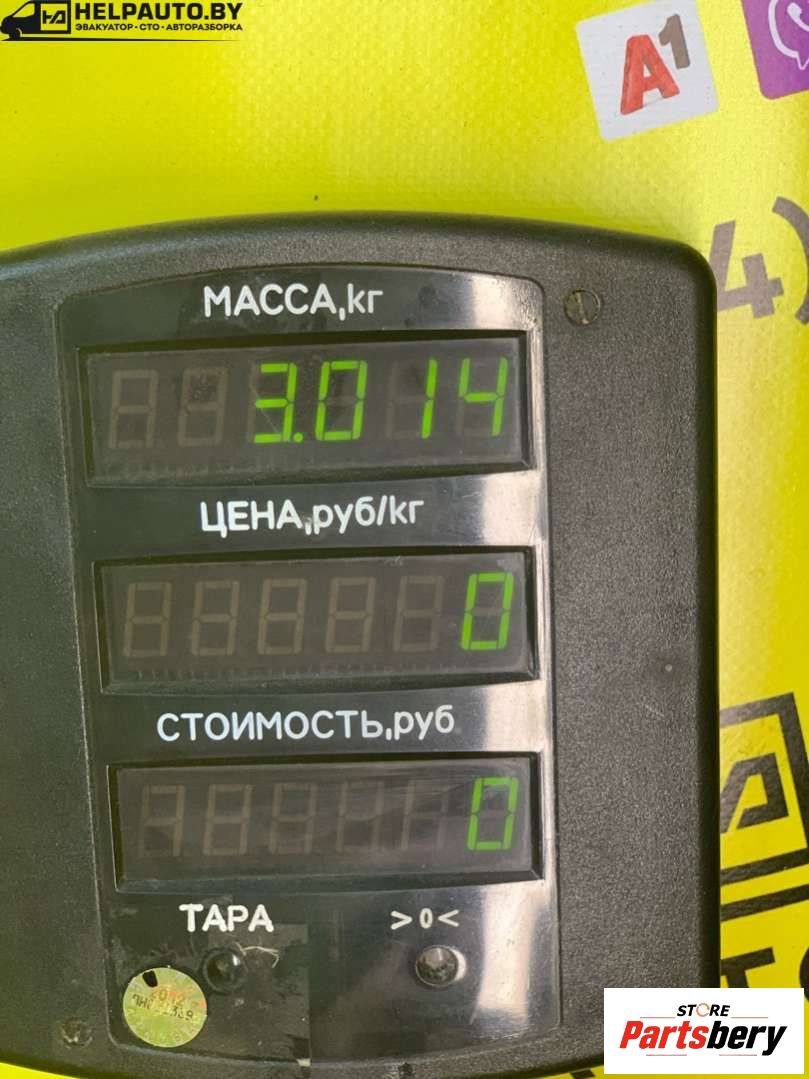 HELPAUTO.BY
ЭВАКУАТОР • СТО • АВТОРАЗБОРКА
A1
4)
МАССА,кг
3.014
ЦЕНА,руб/кг
0
СТОИМОСТЬ,руб
0
ТАРА
>0<
STORE
Partsbery